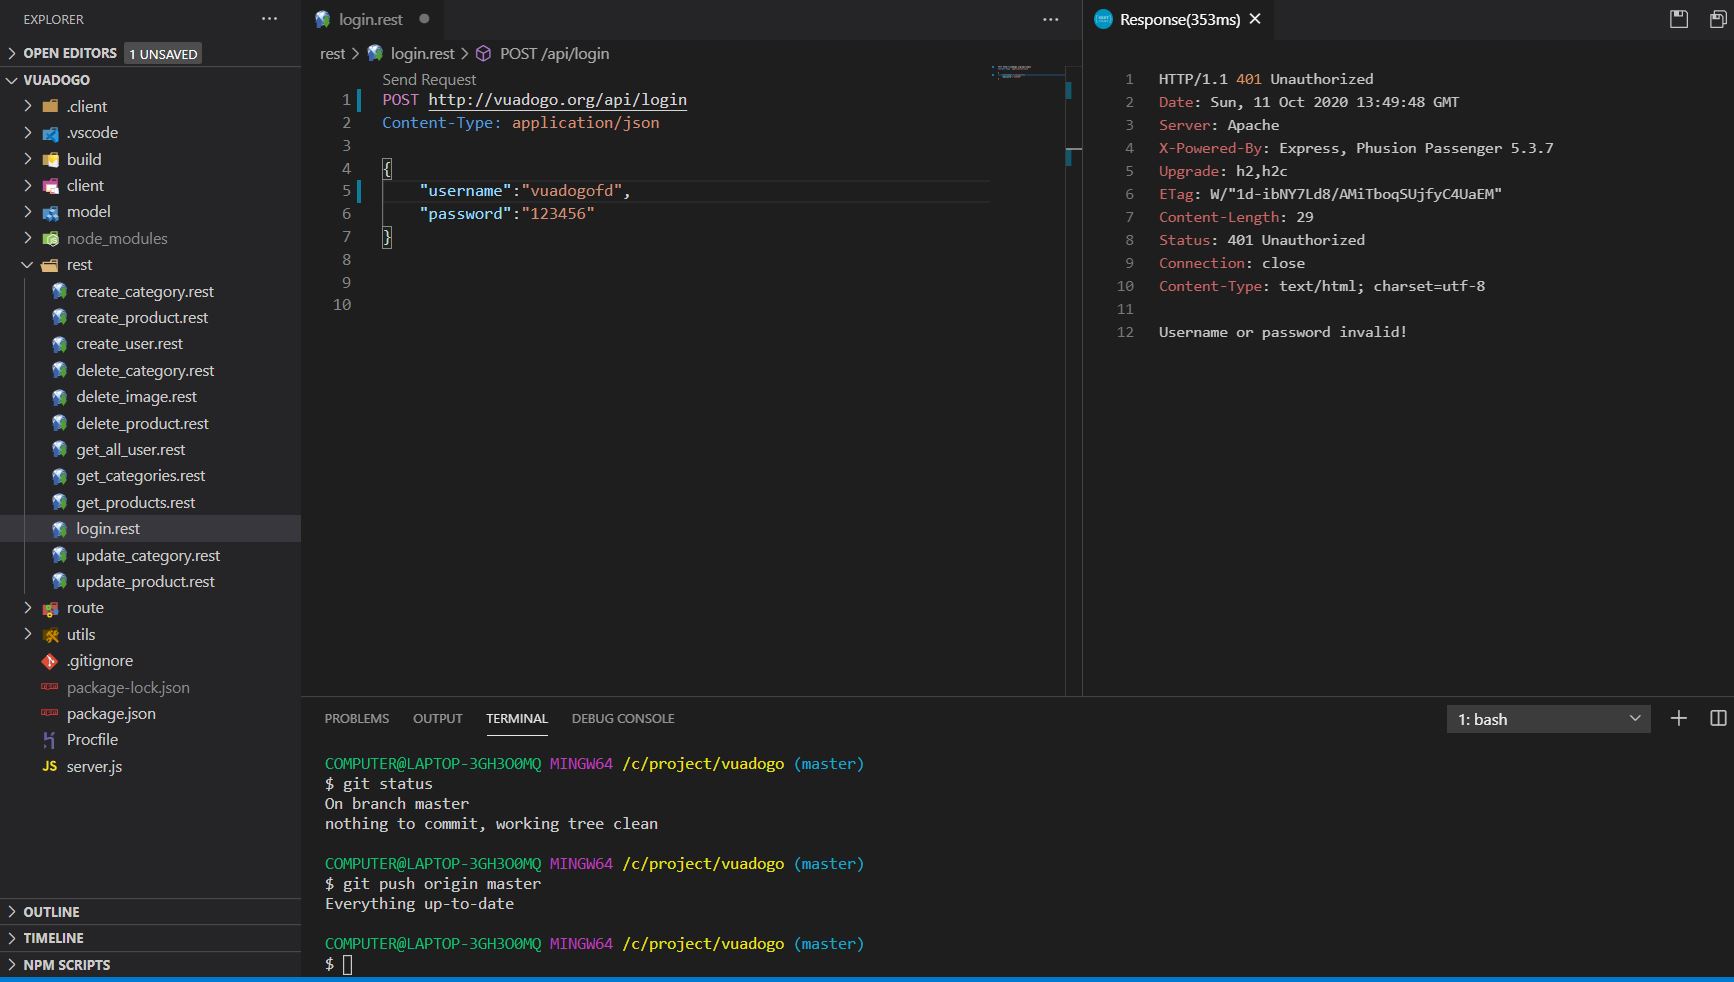 EXPLORER
OPEN EDITORS 1 UNSAVED
VUADOGO
.client
.vscode
build
client
model
node_modules
rest
create_category.rest
create_product.rest
create_user.rest
delete_category.rest
delete_image.rest
delete_product.rest
get_all_user.rest
get_categories.rest
get_products.rest
login.rest
update_category.rest
update_product.rest
route
utils
.gitignore
package-lock.json
package.json
Procfile
JS server.js
OUTLINE
TIMELINE
NPM SCRIPTS
login.rest
rest > login.rest > POST /api/login
Send Request
1 POST http://vuadogo.org/api/login
2 Content-Type: application/json
3
4 {
5 "username":"vuadogofd",
6 "password":"123456"
7 }
8
9
10
Response(353ms)
1 HTTP/1.1 401 Unauthorized
2 Date: Sun, 11 Oct 2020 13:49:48 GMT
3 Server: Apache
4 X-Powered-By: Express, Phusion Passenger 5.3.7
5 Upgrade: h2,h2c
6 ETag: W/"1d-ibNY7Ld8/AMiTboqSUjfyC4UaEM"
7 Content-Length: 29
8 Status: 401 Unauthorized
9 Connection: close
10 Content-Type: text/html; charset=utf-8
11
12 Username or password invalid!
PROBLEMS OUTPUT TERMINAL DEBUG CONSOLE 1: bash
COMPUTER@LAPTOP-3GH3O0MQ MINGW64 /c/project/vuadogo (master)
$ git status
On branch master
nothing to commit, working tree clean
COMPUTER@LAPTOP-3GH3O0MQ MINGW64 /c/project/vuadogo (master)
$ git push origin master
Everything up-to-date
COMPUTER@LAPTOP-3GH3O0MQ MINGW64 /c/project/vuadogo (master)
$